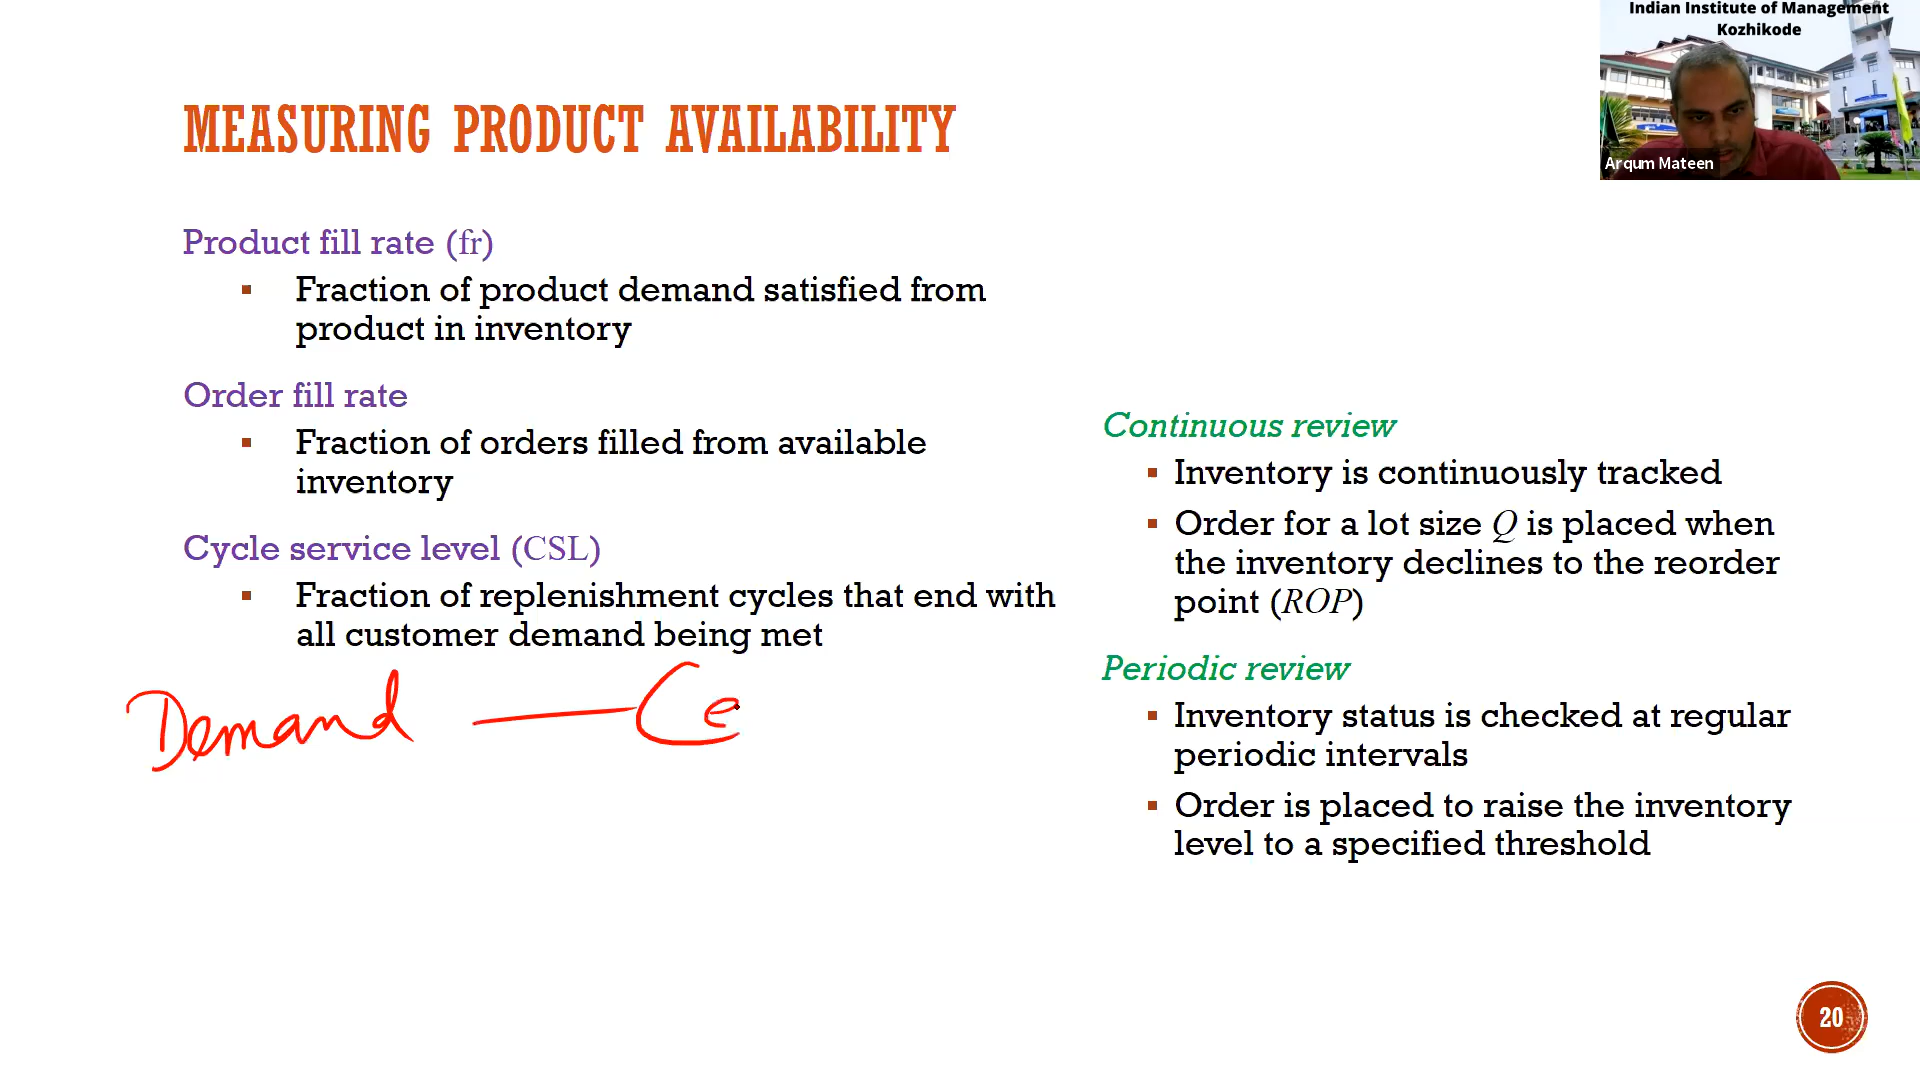 Indian Institute of Management
Kozhikode
Arqum Mateen
MEASURING PRODUCT AVAILABILITY
Product fill rate (fr)
▪ Fraction of product demand satisfied from
product in inventory
Order fill rate
▪ Fraction of orders filled from available
inventory
Cycle service level (CSL)
▪ Fraction of replenishment cycles that end with
all customer demand being met
Demand — Ce
Continuous review
▪ Inventory is continuously tracked
▪ Order for a lot size Q is placed when
the inventory declines to the reorder
point (ROP)
Periodic review
▪ Inventory status is checked at regular
periodic intervals
▪ Order is placed to raise the inventory
level to a specified threshold
20